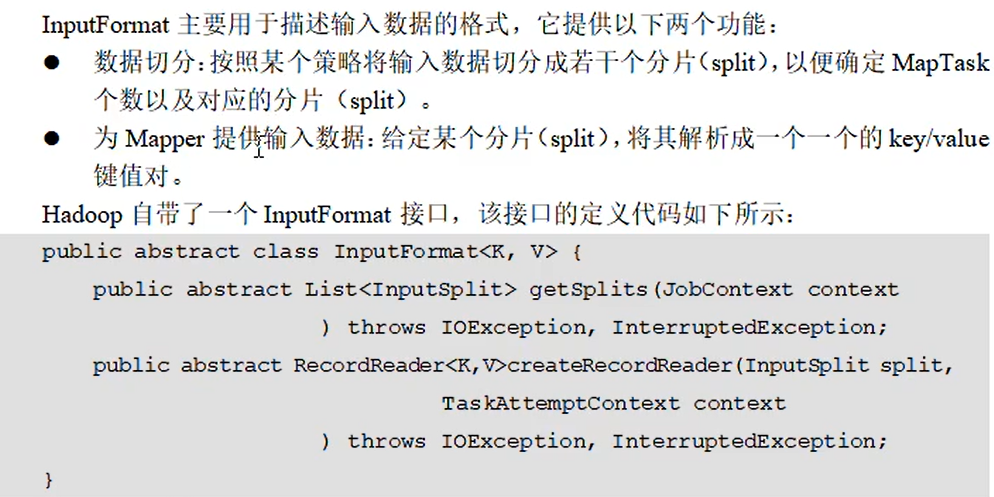 InputFormat 主要用于描述输入数据的格式，它提供以下两个功能：
● 数据切分：按照某个策略将输入数据切分成若干个分片（split），以便确定 MapTask
个数以及对应的分片（split）。
● 为 Mapper 提供输入数据：给定某个分片（split），将其解析成一个一个的 key/value
键值对。
Hadoop 自带了一个 InputFormat 接口，该接口的定义代码如下所示：
public abstract class InputFormat<K, V> {
public abstract List<InputSplit> getSplits(JobContext context
) throws IOException, InterruptedException;
public abstract RecordReader<K,V>createRecordReader(InputSplit split,
TaskAttemptContext context
) throws IOException, InterruptedException;
}